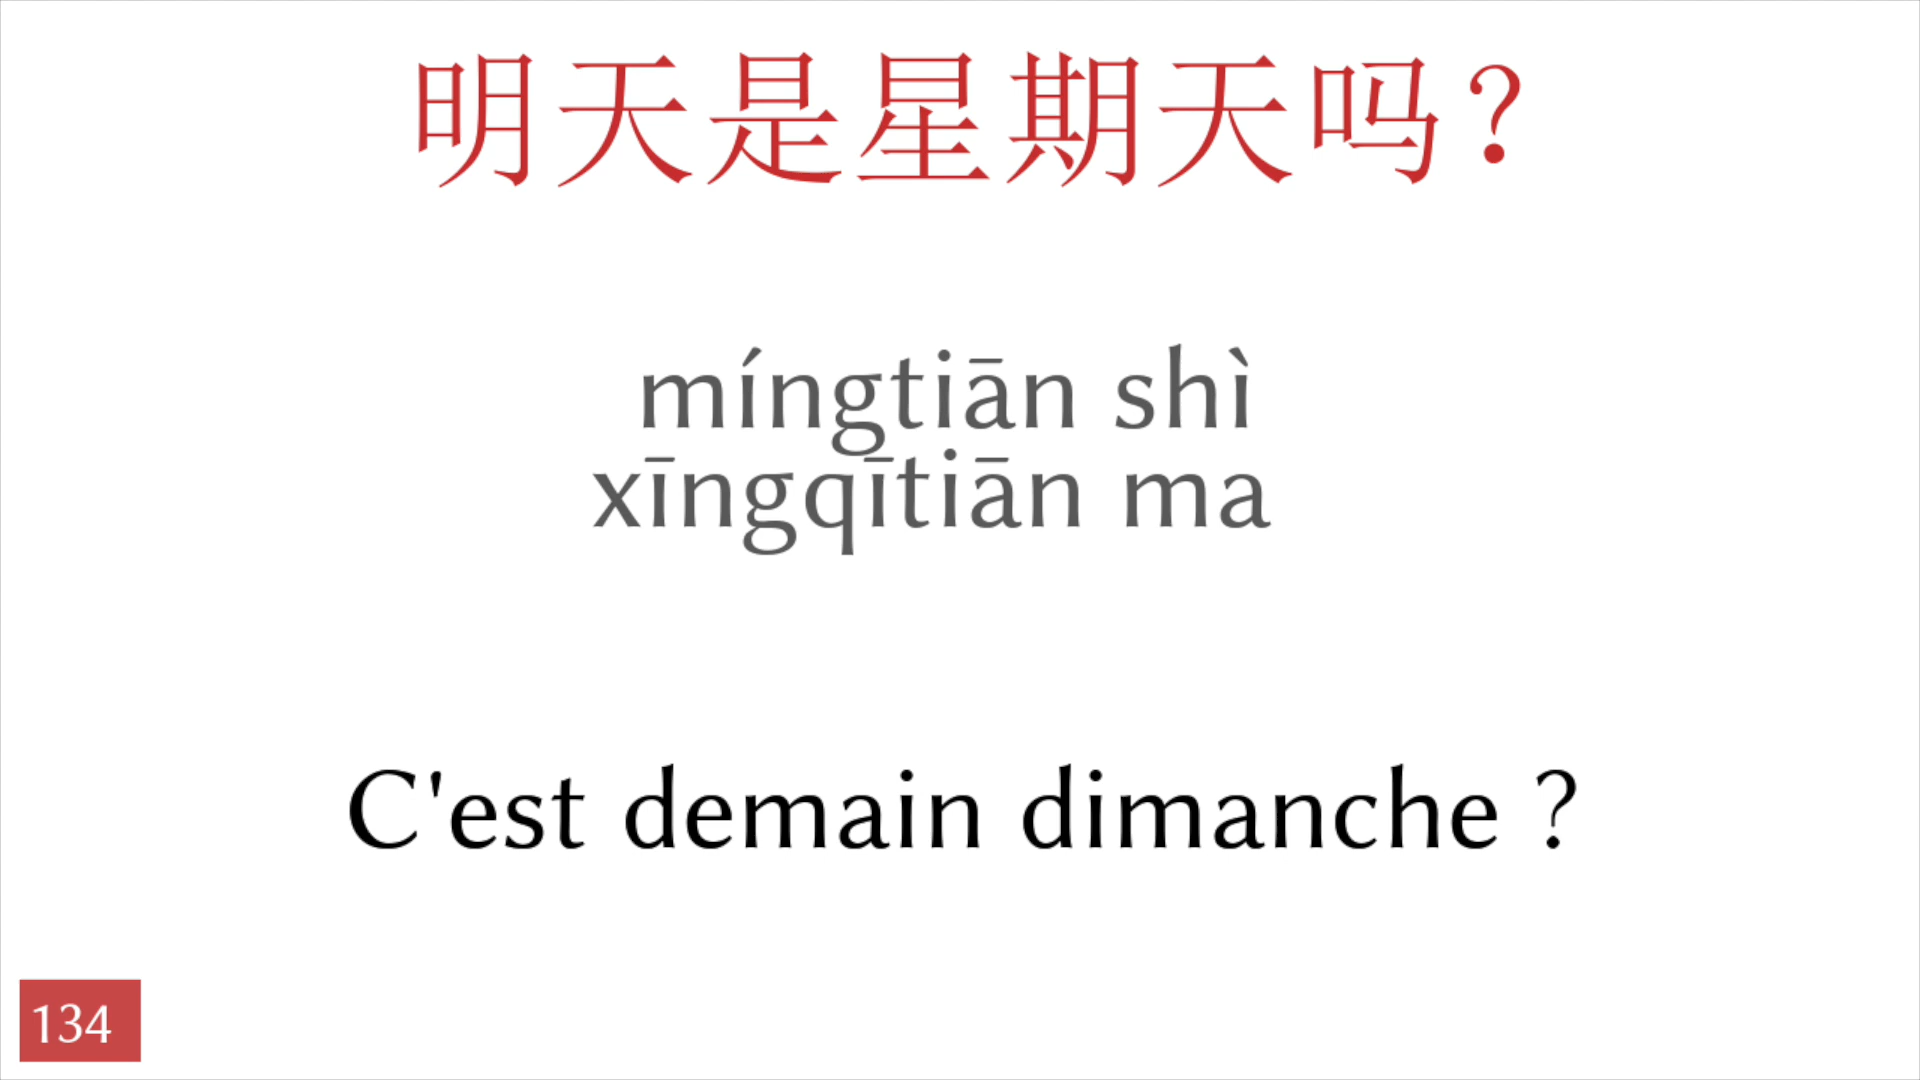 明天是星期天吗？
míngtiān shì
xīngqītiān ma
C'est demain dimanche ?
134